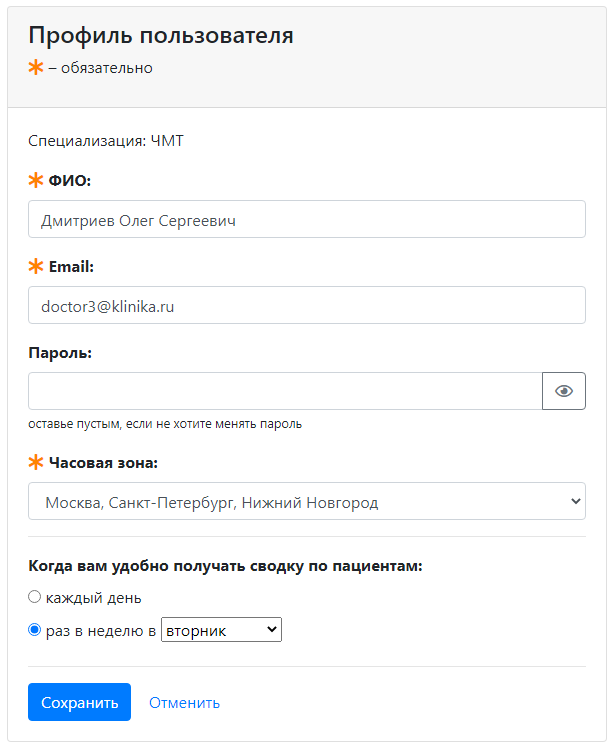 Профиль пользователя
* – обязательно
Специализация: ЧМТ
* ФИО:
Дмитриев Олег Сергеевич
* Email:
doctor3@klinika.ru
Пароль:
оставье пустым, если не хотите менять пароль
* Часовая зона:
Москва, Санкт-Петербург, Нижний Новгород
Когда вам удобно получать сводку по пациентам:
каждый день
раз в неделю в вторник
Сохранить Отменить